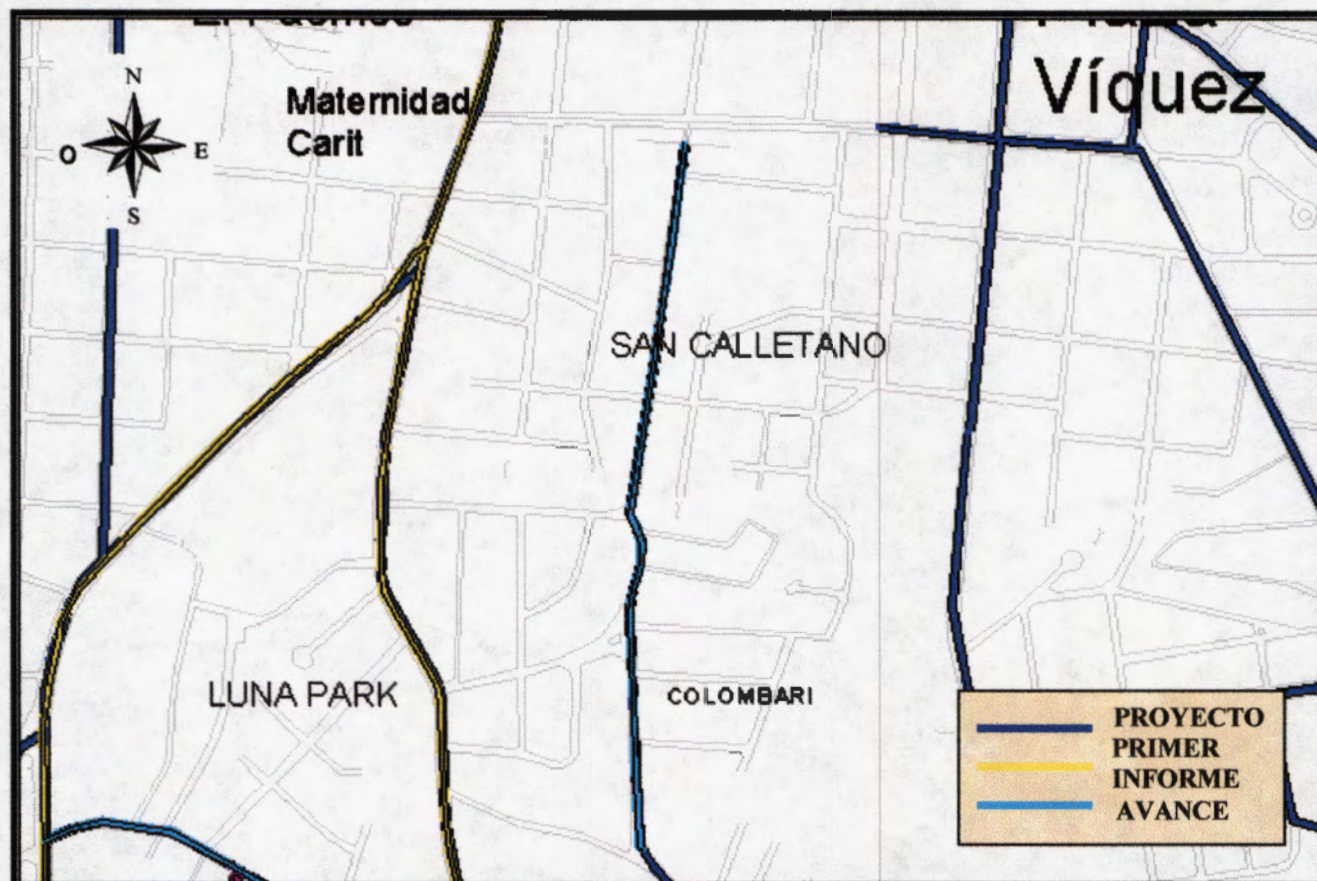 Víquez
N
Maternidad
Carit
O
E
S
SAN CALLETANO
LUNA PARK
COLOMBARI
PROYECTO
PRIMER
INFORME
AVANCE